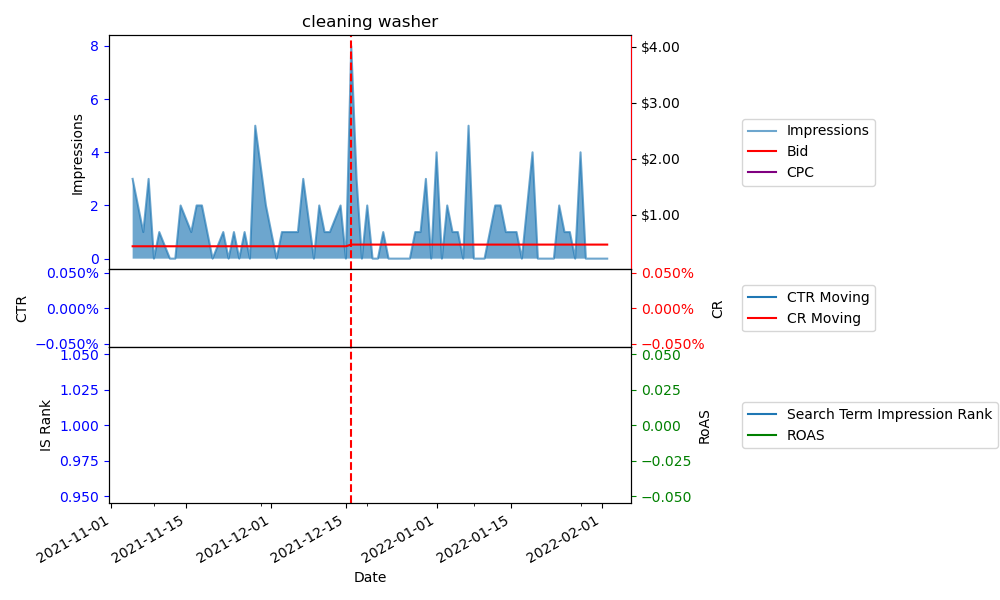 cleaning washer
Impressions
8
6
4
2
0
$4.00
$3.00
$2.00
$1.00
Impressions
Bid
CPC
CTR
0.050%
0.000%
−0.050%
0.050%
0.000%
−0.050%
CR
CTR Moving
CR Moving
IS Rank
1.050
1.025
1.000
0.975
0.950
0.050
0.025
0.000
−0.025
−0.050
RoAS
Search Term Impression Rank
ROAS
2021-11-01
2021-11-15
2021-12-01
2021-12-15
2022-01-01
2022-01-15
2022-02-01
Date